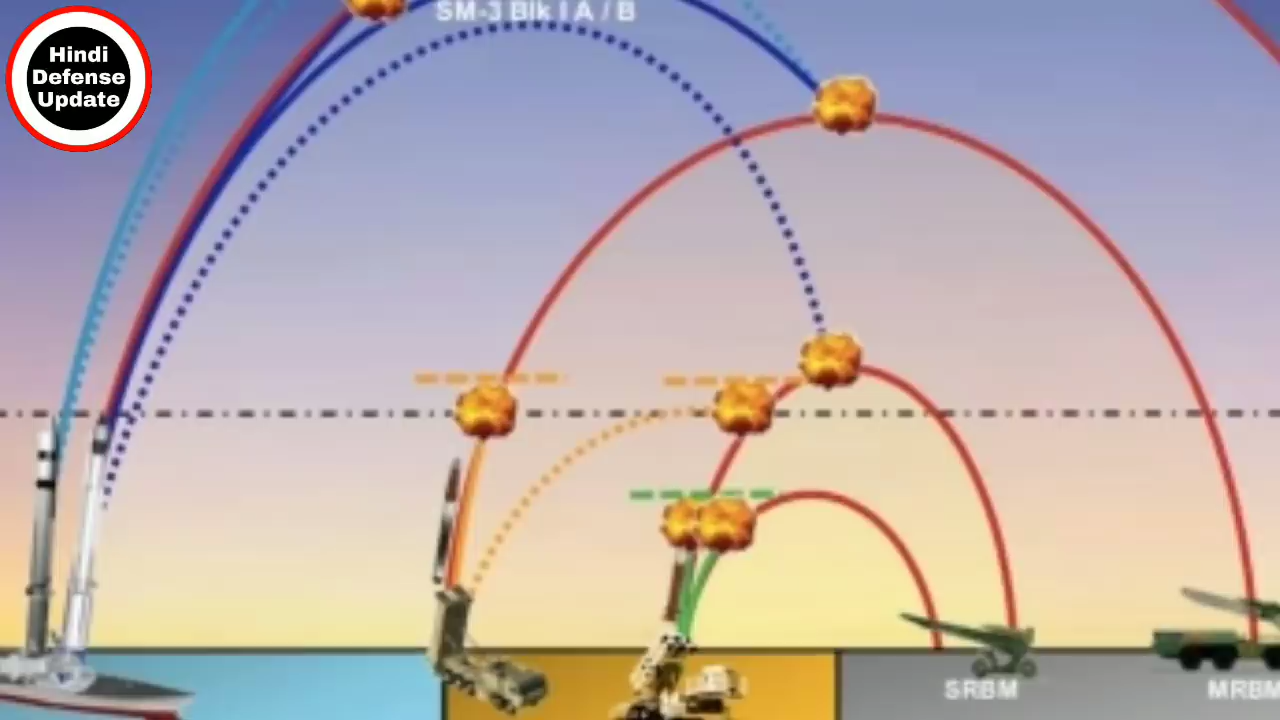 Hindi
Defense
Update
SM-3 Blk I A / B
SRBM
MRBM